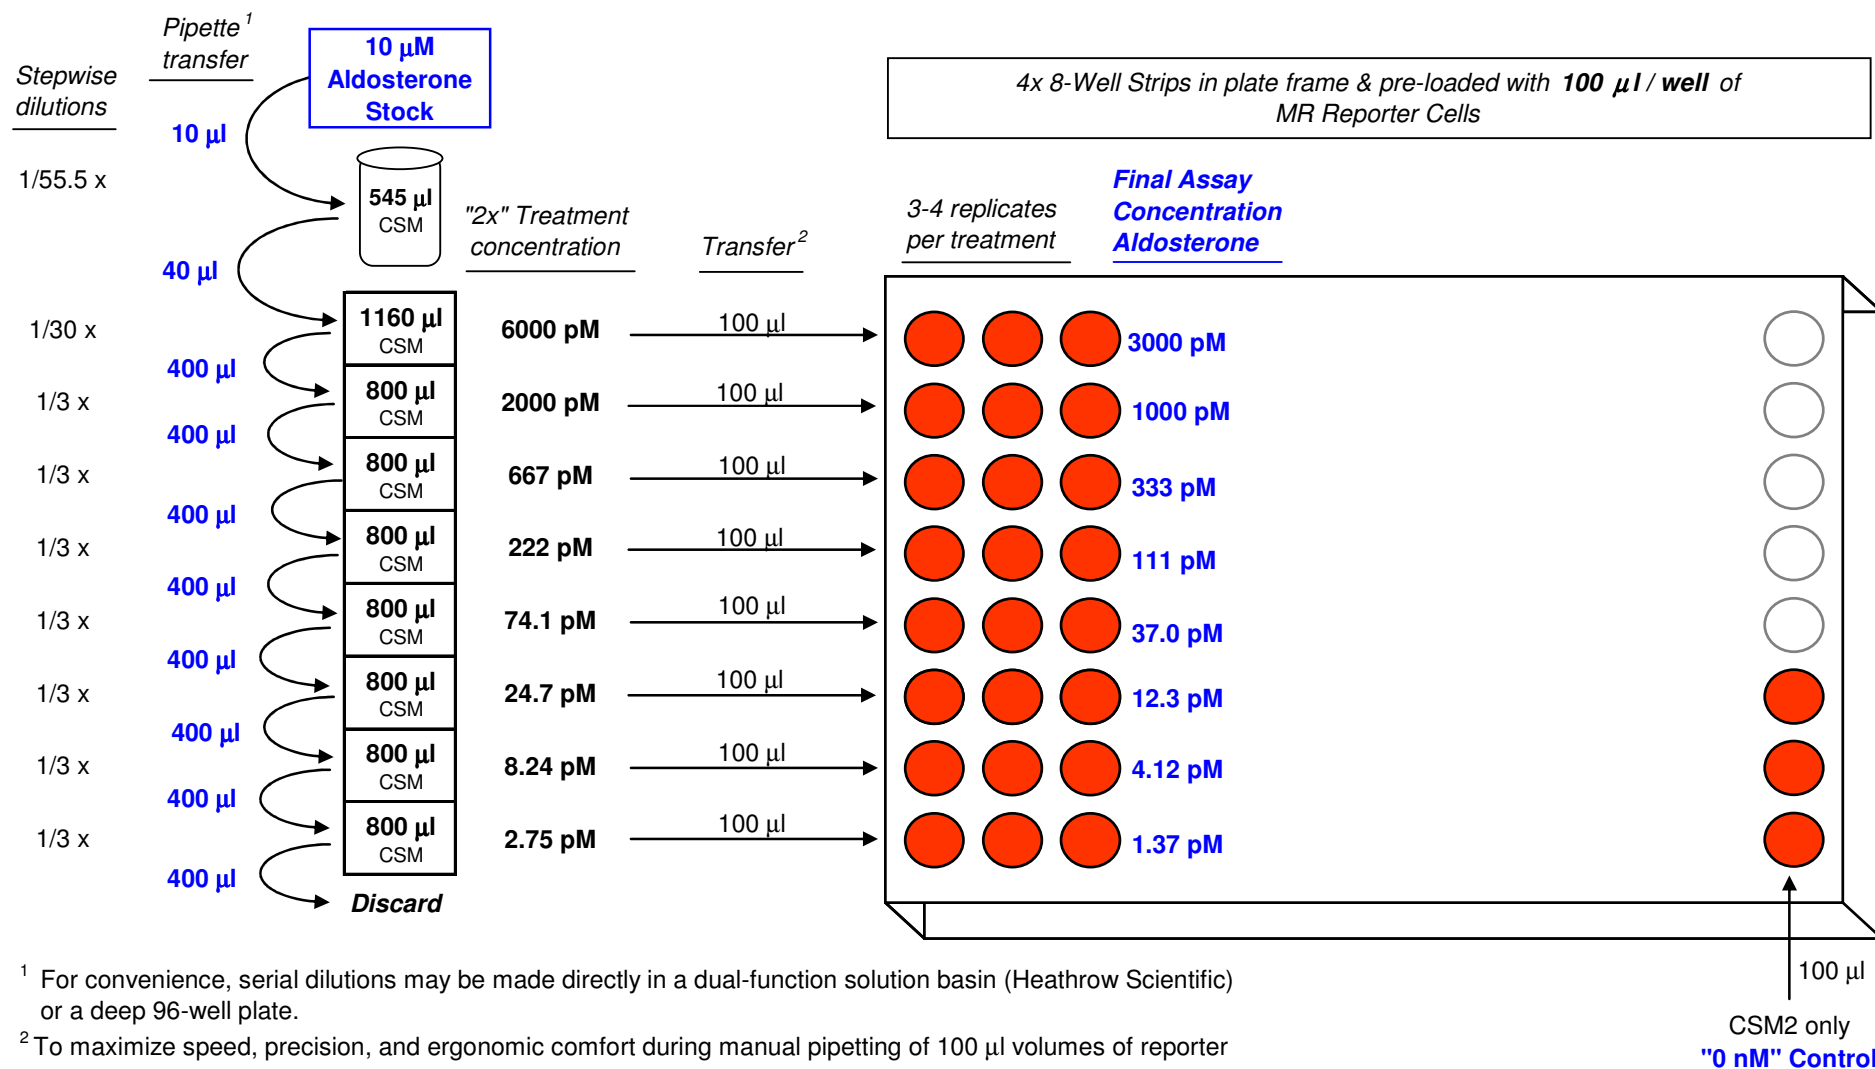 Stepwise
dilutions
Pipette 1
transfer
10 µM
Aldosterone
Stock
4x 8-Well Strips in plate frame & pre-loaded with 100 µl / well of
MR Reporter Cells
10 µl
1/55.5 x
545 µl
CSM
40 µl
"2x" Treatment
concentration
Transfer 2
3-4 replicates
per treatment
Final Assay
Concentration
Aldosterone
1/30 x
1160 µl
CSM
6000 pM
100 µl
3000 pM
400 µl
1/3 x
800 µl
CSM
2000 pM
100 µl
1000 pM
400 µl
1/3 x
800 µl
CSM
667 pM
100 µl
333 pM
400 µl
1/3 x
800 µl
CSM
222 pM
100 µl
111 pM
400 µl
1/3 x
800 µl
CSM
74.1 pM
100 µl
37.0 pM
400 µl
1/3 x
800 µl
CSM
24.7 pM
100 µl
12.3 pM
400 µl
1/3 x
800 µl
CSM
8.24 pM
100 µl
4.12 pM
400 µl
1/3 x
800 µl
CSM
2.75 pM
100 µl
1.37 pM
400 µl
Discard
100 µl
CSM2 only
"0 nM" Control
1 For convenience, serial dilutions may be made directly in a dual-function solution basin (Heathrow Scientific)
or a deep 96-well plate.
2 To maximize speed, precision, and ergonomic comfort during manual pipetting of 100 µl volumes of reporter